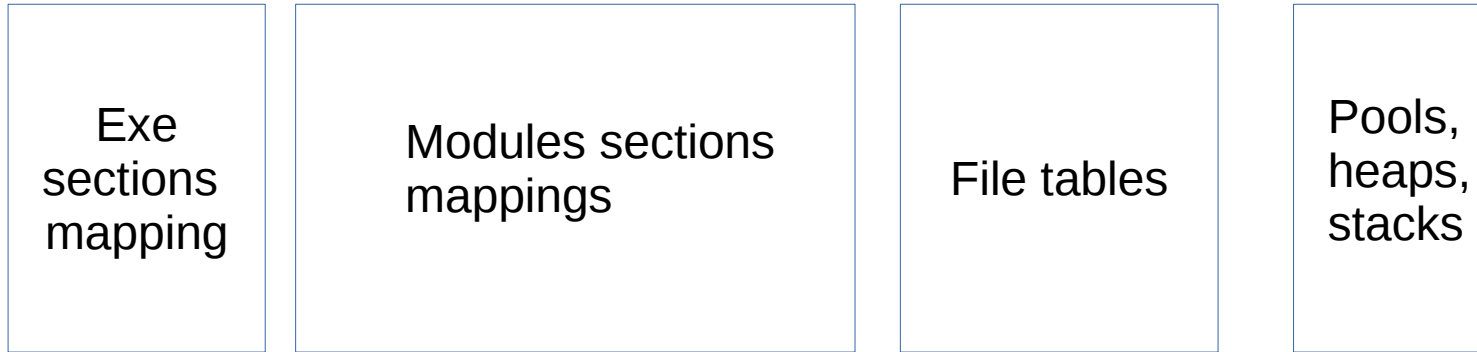 Exe
sections
mapping
Modules sections
mappings
File tables
Pools,
heaps,
stacks